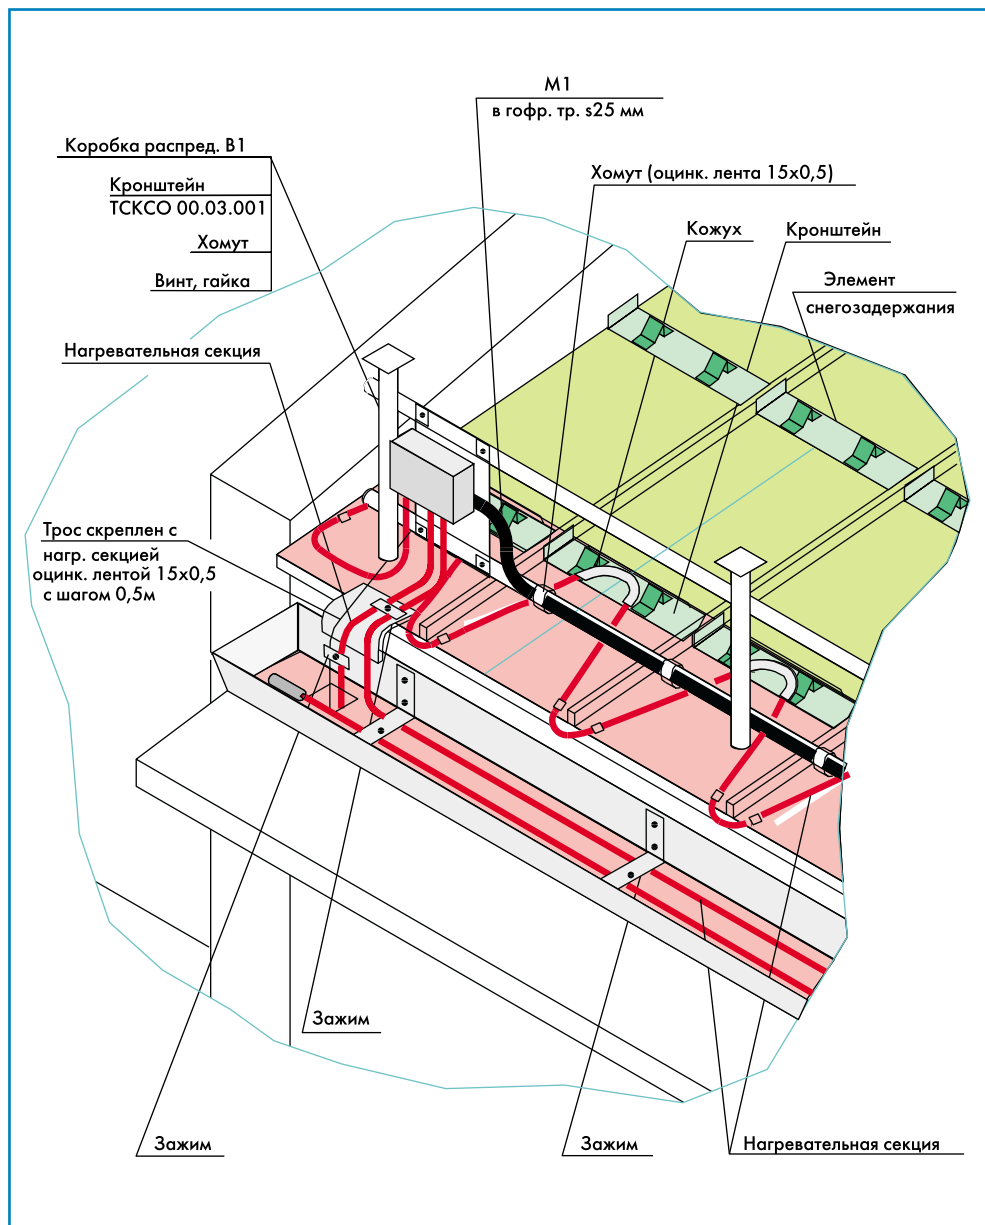 М1
в гофр. тр. s25 мм
Коробка распред. В1
Кронштейн
ТСКСО 00.03.001
Хомут
Винт, гайка
Хомут (оцинк. лента 15х0,5)
Кожух
Кронштейн
Элемент
снегозадержания
Нагревательная секция
Трос скреплен с
нагр. секцией
оцинк. лентой 15х0,5
с шагом 0,5м
Зажим
Зажим
Зажим
Нагревательная секция